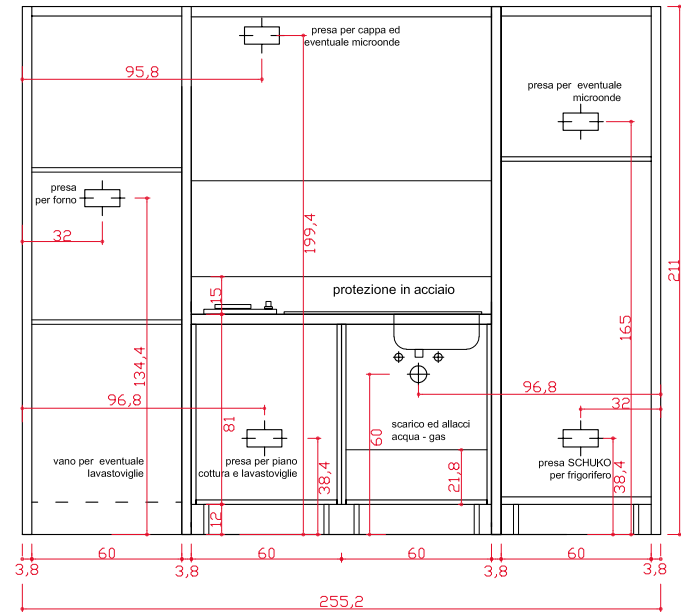 presa per cappa ed
eventuale microonde
95,8
presa per eventuale
microonde
presa
per forno
32
199,4
211
15
protezione in acciaio
165
134,4
96,8
96,8
32
81
60
scarico ed allacci
acqua - gas
vano per eventuale
lavastoviglie
presa per piano
cottura e lavastoviglie
38,4
21,8
presa SCHUKO
per frigorifero
38,4
12
60
60
60
60
3,8
3,8
3,8
3,8
255,2